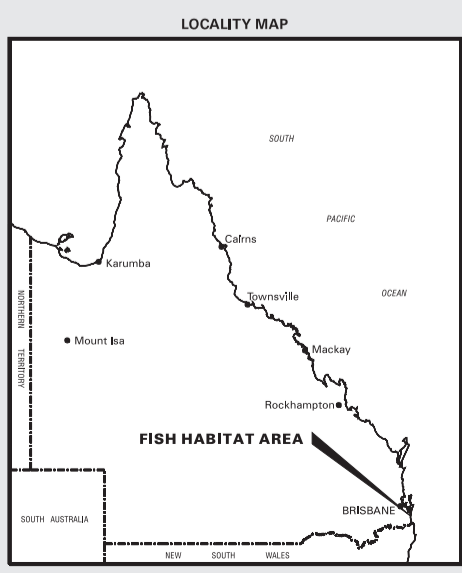 LOCALITY MAP
SOUTH
PACIFIC
OCEAN
Cairns
Karumba
Townsville
NORTHERN TERRITORY
Mount Isa
Mackay
Rockhampton
FISH HABITAT AREA
BRISBANE
SOUTH AUSTRALIA
NEW SOUTH WALES